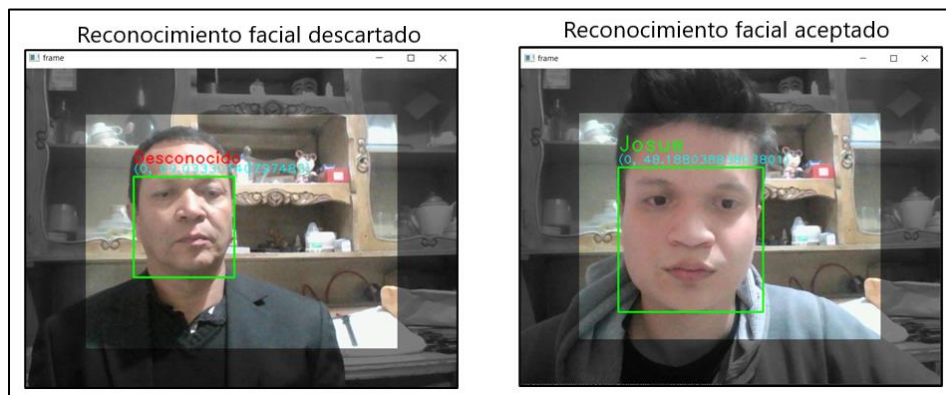 Reconocimiento facial descartado
Reconocimiento facial aceptado
frame
Desconocido
frame
Josue